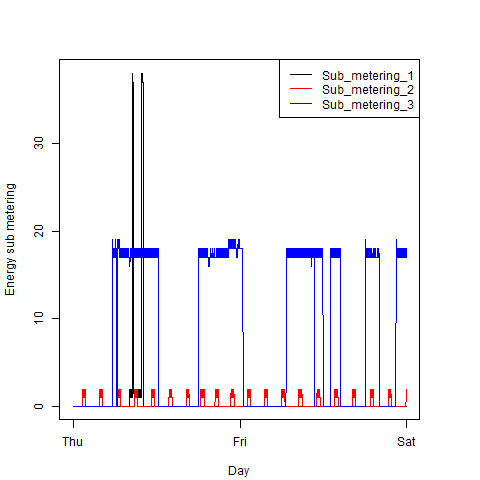 Sub_metering_1
Sub_metering_2
Sub_metering_3
30
20
10
0
Energy sub metering
Thu Fri Sat
Day